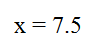 x = 7.5